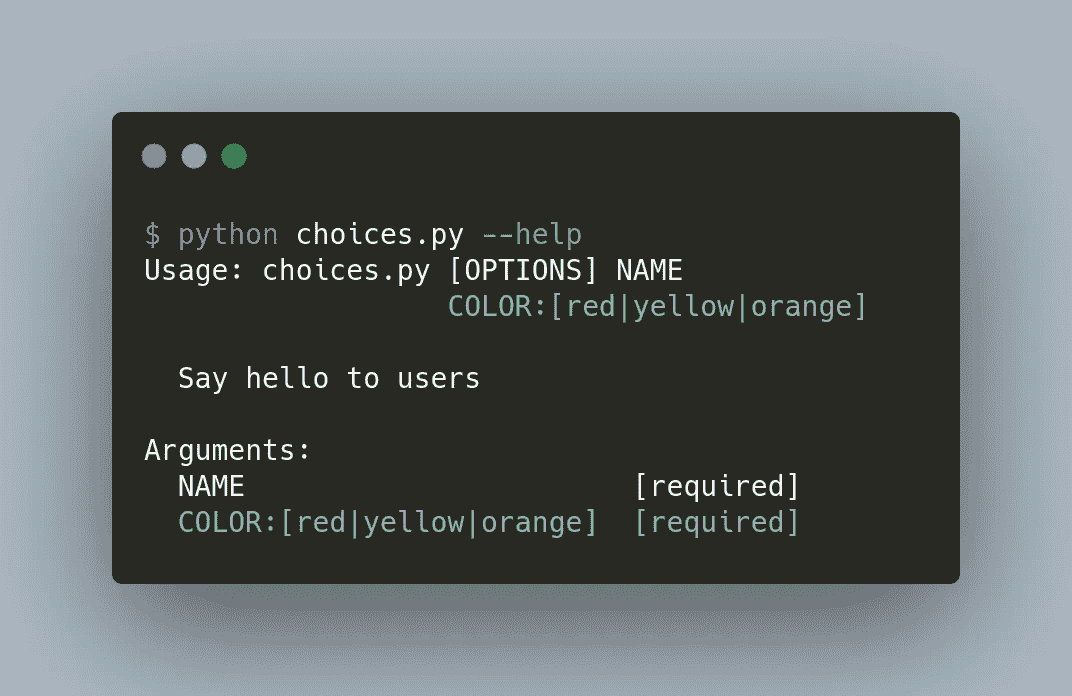 $ python choices.py --help
Usage: choices.py [OPTIONS] NAME
COLOR:[red|yellow|orange]
Say hello to users
Arguments:
NAME [required]
COLOR:[red|yellow|orange] [required]